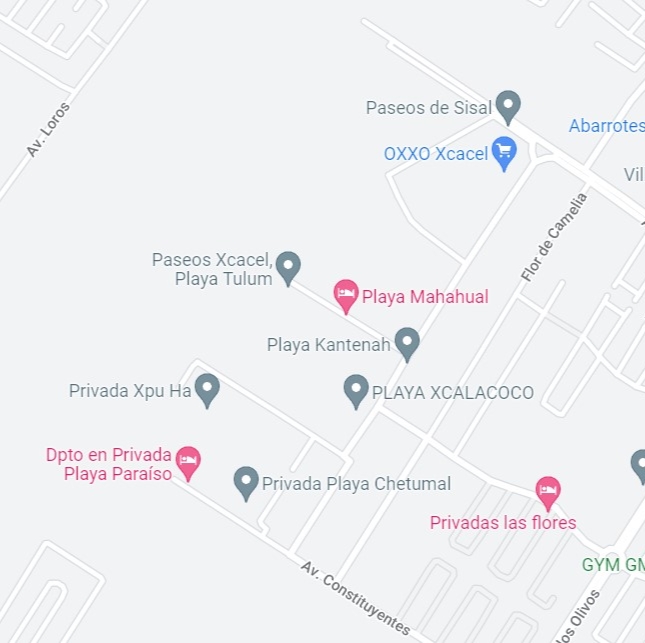 Paseos de Sisal
Abarrotes
OXXO Xcacel
Av. Loros
Vil
Flor de Camelia
Paseos Xcacel,
Playa Tulum
Playa Mahahual
Playa Kantenah
Privada Xpu Ha
PLAYA XCALACOCO
Dpto en Privada
Playa Paraíso
Privada Playa Chetumal
Privadas las flores
GYM GM
Av. Constituyentes
os Olivos